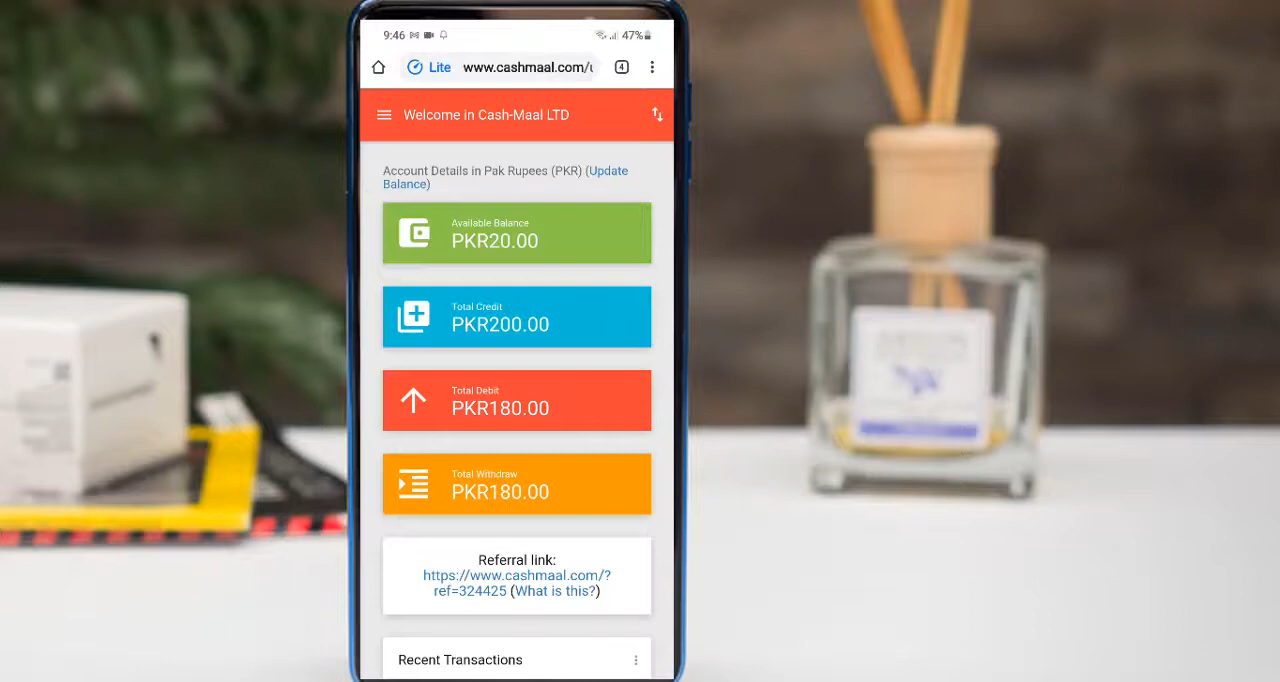 9:46
47%
Lite www.cashmaal.com/u
4
Welcome in Cash-Maal LTD
Account Details in Pak Rupees (PKR) (Update
Balance)
Available Balance
PKR20.00
Total Credit
PKR200.00
Total Debit
PKR180.00
Total Withdraw
PKR180.00
Referral link:
https://www.cashmaal.com/?
ref=324425 (What is this?)
Recent Transactions